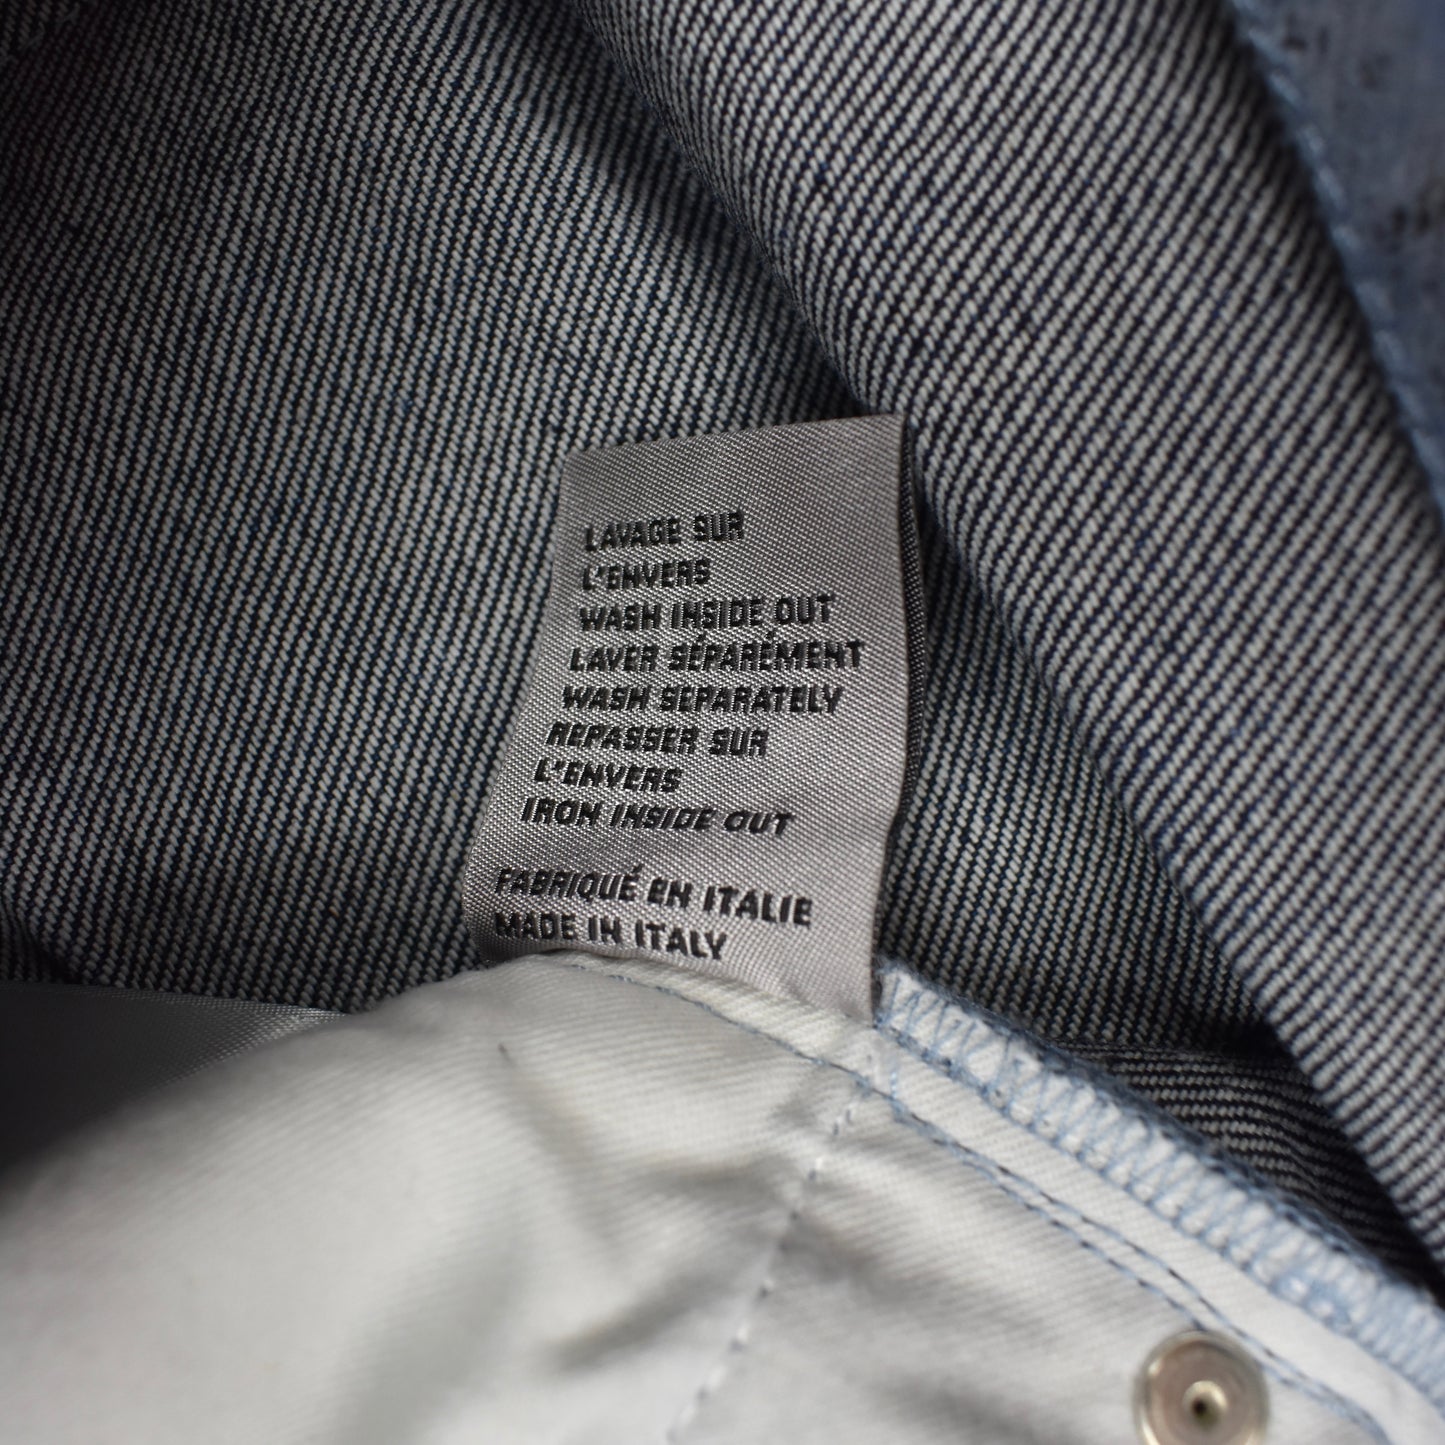 LAVAGE SUR
L'ENVERS
WASH INSIDE OUT
LAVER SÉPARÉMENT
WASH SEPARATELY
REPASSER SUR
L'ENVERS
IRON INSIDE OUT
FABRIQUÉ EN ITALIE
MADE IN ITALY